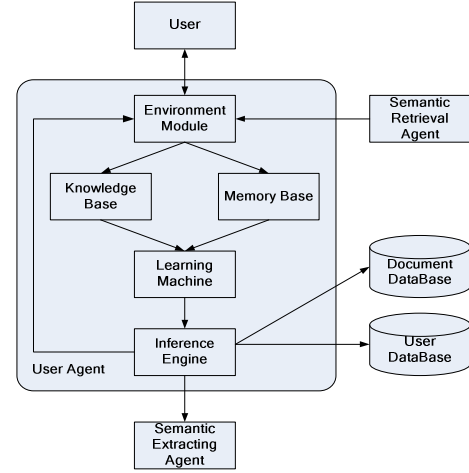 User
Environment
Module
Semantic
Retrieval
Agent
Knowledge
Base
Memory Base
Learning
Machine
Document
DataBase
Inference
Engine
User
DataBase
User Agent
Semantic
Extracting
Agent